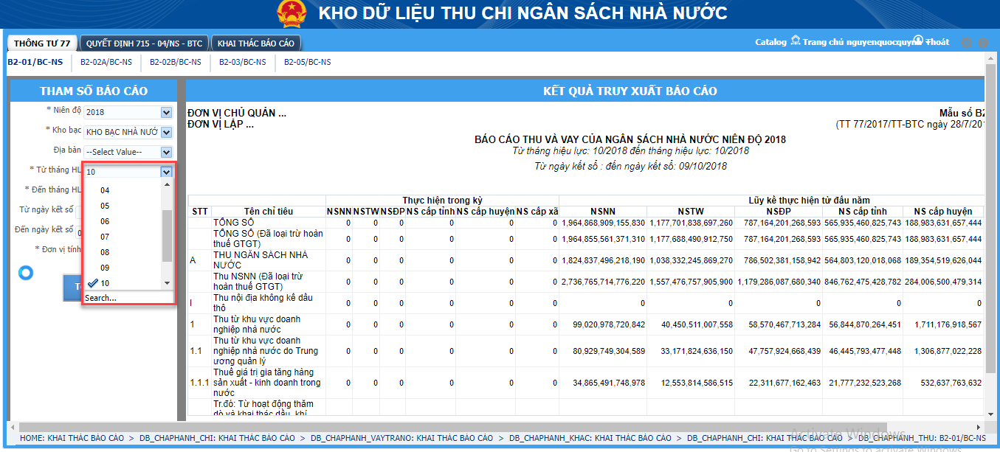 KHO DỮ LIỆU THU CHI NGÂN SÁCH NHÀ NƯỚC
THÔNG TƯ 77 QUYẾT ĐỊNH 715 - 04/NS - BTC KHAI THÁC BÁO CÁO Catalog Trang chủ nguyenquocquynh Thoát
B2-01/BC-NS B2-02A/BC-NS B2-02B/BC-NS B2-03/BC-NS B2-05/BC-NS
THAM SỐ BÁO CÁO
* Niên độ 2018
* Kho bạc KHO BẠC NHÀ NƯỚ
Địa bàn --Select Value--
* Từ tháng HL 10
* Đến tháng HL
Từ ngày kết số
Đến ngày kết số 0
* Đơn vị tính
04
05
06
07
08
09
10
Search...
KẾT QUẢ TRUY XUẤT BÁO CÁO
ĐƠN VỊ CHỦ QUẢN ... Mẫu số B2
ĐƠN VỊ LẬP ... (TT 77/2017/TT-BTC ngày 28/7/201
BÁO CÁO THU VÀ VAY CỦA NGÂN SÁCH NHÀ NƯỚC NIÊN ĐỘ 2018
Từ tháng hiệu lực: 10/2018 đến tháng hiệu lực: 10/2018
Từ ngày kết số : đến ngày kết số: 09/10/2018
Thực hiện trong kỳ Lũy kế thực hiện từ đầu năm
STT Tên chỉ tiêu NSNN NSTW NSĐP NS cấp tỉnh NS cấp huyện NS cấp xã NSNN NSTW NSĐP NS cấp tỉnh NS cấp huyện
TỔNG SỐ 0 0 0 0 0 0 1,964,868,909,155,830 1,177,701,838,697,260 787,164,201,268,593 565,935,460,825,743 188,983,631,657,444
TỔNG SỐ (Đã loại trừ hoàn
thuế GTGT) 0 0 0 0 0 0 1,964,855,561,371,310 1,177,688,490,912,750 787,164,201,268,593 565,935,460,825,743 188,983,631,657,444
A THU NGÂN SÁCH NHÀ
NƯỚC 0 0 0 0 0 0 1,824,837,496,218,190 1,038,332,245,869,270 786,502,381,158,942 564,803,120,018,068 189,354,519,626,044
Thu NSNN (Đã loại trừ
hoàn thuế GTGT) 0 0 0 0 0 0 2,736,765,714,776,220 1,557,476,757,905,900 1,179,286,087,680,340 846,762,475,428,782 284,006,500,479,314
I Thu nội địa không kể dầu
thô 0 0 0 0 0 0 0 0 0 0 0
1 Thu từ khu vực doanh
nghiệp nhà nước 0 0 0 0 0 0 99,020,978,720,842 40,450,511,007,558 58,570,467,713,284 56,844,870,264,451 1,711,176,918,567
1.1 Thu từ khu vực doanh
nghiệp nhà nước do Trung
ương quản lý 0 0 0 0 0 0 80,929,749,304,589 33,171,824,636,150 47,757,924,668,439 46,445,793,477,448 1,306,877,022,228
1.1.1 Thuế giá trị gia tăng hàng
sản xuất - kinh doanh trong
nước 0 0 0 0 0 0 34,865,491,748,978 12,553,814,586,515 22,311,677,162,463 21,777,232,523,268 532,637,763,632
Tr.đó: Từ hoạt động thăm
dò và khai thác dầu, khí
Activate Windows
HOME: KHAI THÁC BÁO CÁO > DB_CHAPHANH_CHI: KHAI THÁC BÁO CÁO > DB_CHAPHANH_VAYTRANO: KHAI THÁC BÁO CÁO > DB_CHAPHANH_KHAC: KHAI THÁC BÁO CÁO > DB_CHAPHANH_CHI: KHAI THÁC BÁO CÁO > DB_CHAPHANH_THU: B2-01/BC-NS
Go to Settings to activate Windows